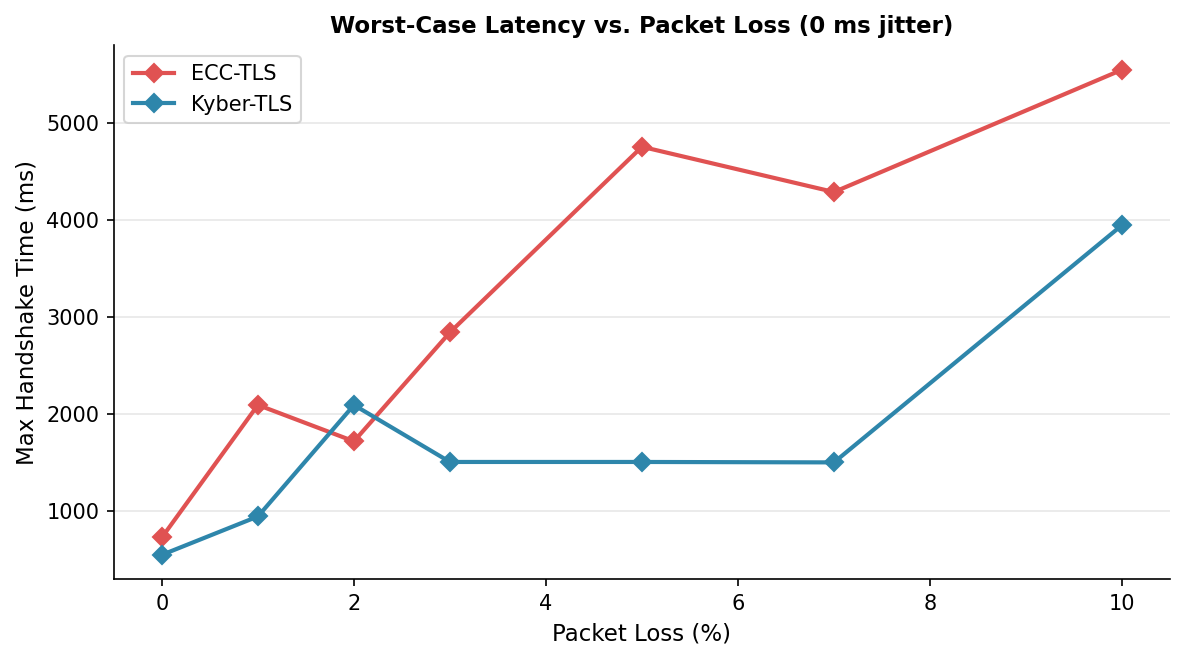 Worst-Case Latency vs. Packet Loss (0 ms jitter)
ECC-TLS
Kyber-TLS
Max Handshake Time (ms)
5000
4000
3000
2000
1000
0 2 4 6 8 10
Packet Loss (%)